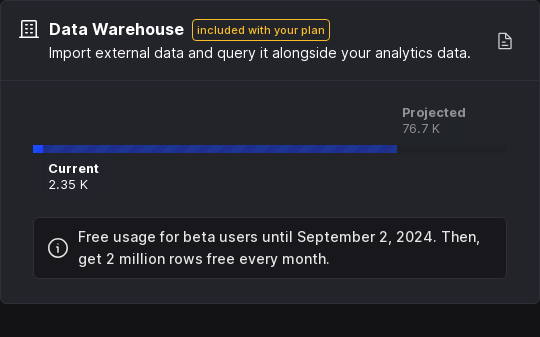 Data Warehouse included with your plan
Import external data and query it alongside your analytics data.
Projected
76.7 K
Current
2.35 K
Free usage for beta users until September 2, 2024. Then,
get 2 million rows free every month.